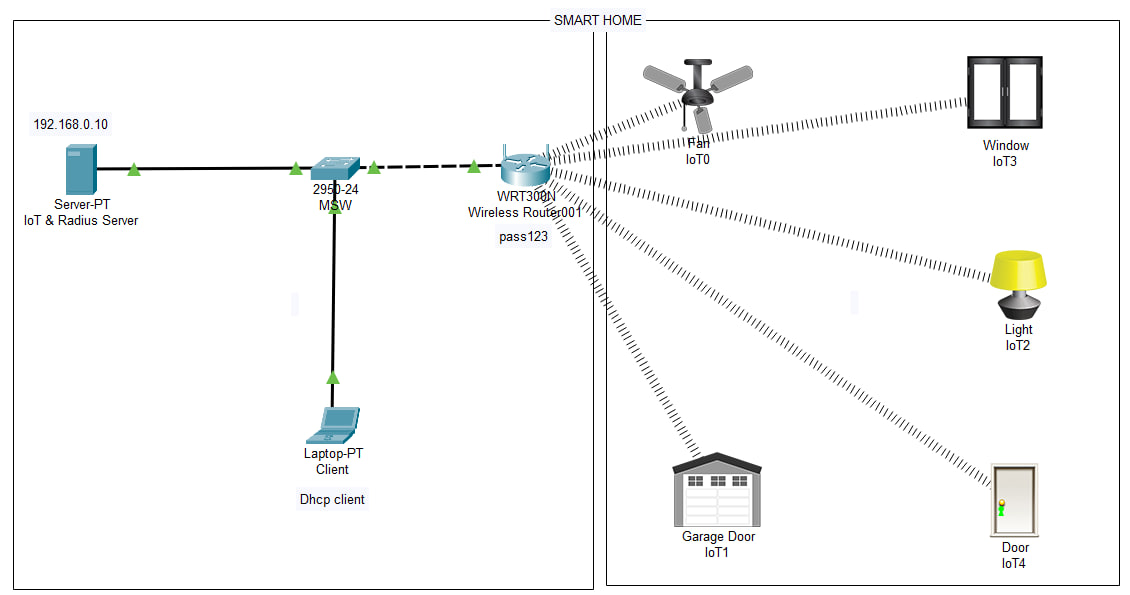 SMART HOME
192.168.0.10
Server-PT
IoT & Radius Server
2950-24
MSW
WRT300N
Wireless Router001
pass123
Laptop-PT
Client
Dhcp client
Fan
IoT0
Window
IoT3
Light
IoT2
Garage Door
IoT1
Door
IoT4